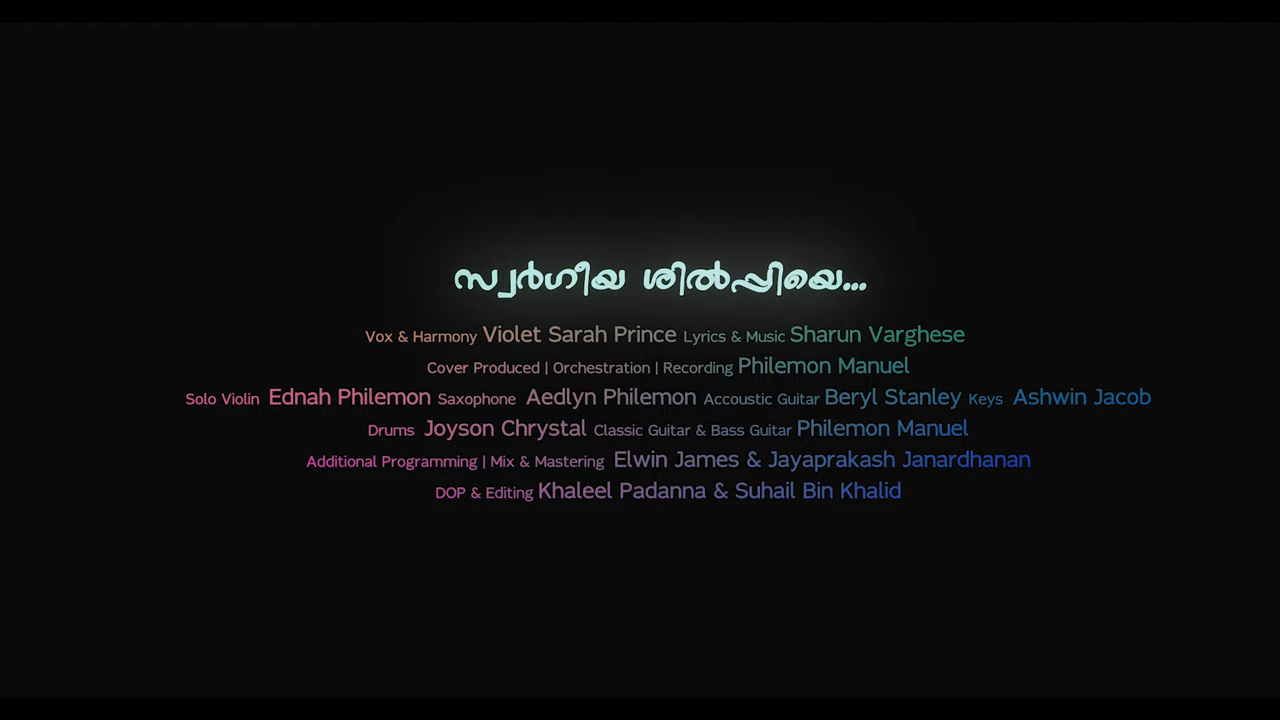 സ്വർഗീയ ശിൽപ്പിയെ...
Vox & Harmony Violet Sarah Prince Lyrics & Music Sharun Varghese
Cover Produced | Orchestration | Recording Philemon Manuel
Solo Violin Ednah Philemon Saxophone Aedlyn Philemon Accoustic Guitar Beryl Stanley Keys Ashwin Jacob
Drums Joyson Chrystal Classic Guitar & Bass Guitar Philemon Manuel
Additional Programming | Mix & Mastering Elwin James & Jayaprakash Janardhanan
DOP & Editing Khaleel Padanna & Suhail Bin Khalid